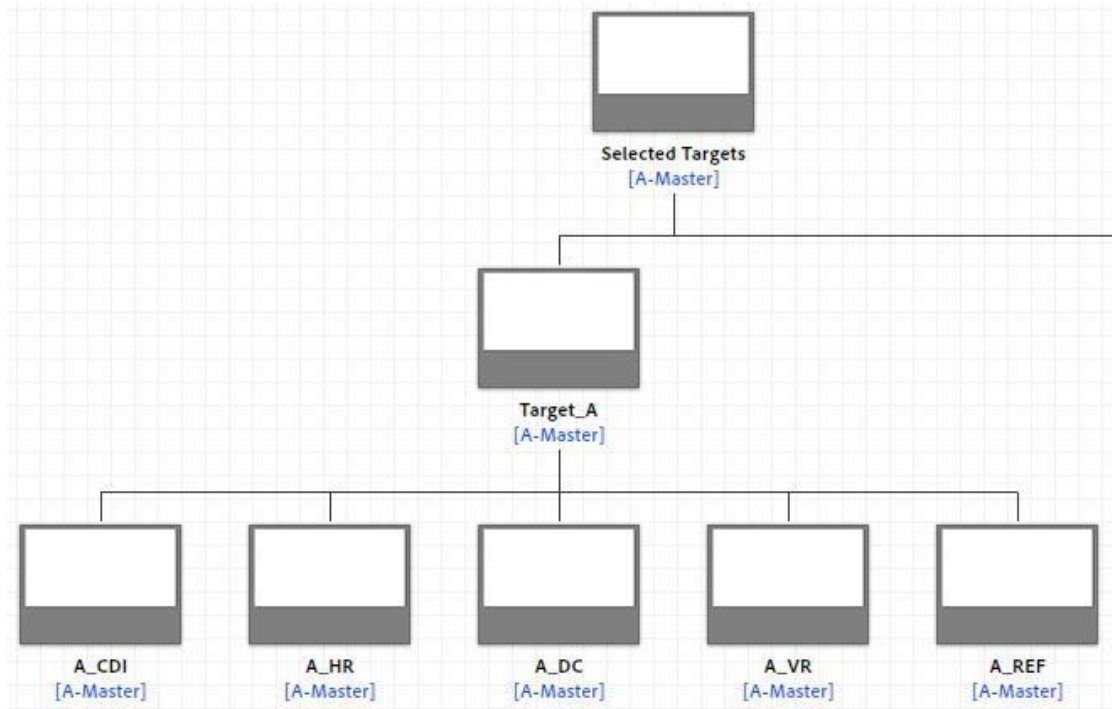 Selected Targets
[A-Master]
Target_A
[A-Master]
A_CDI
[A-Master]
A_HR
[A-Master]
A_DC
[A-Master]
A_VR
[A-Master]
A_REF
[A-Master]